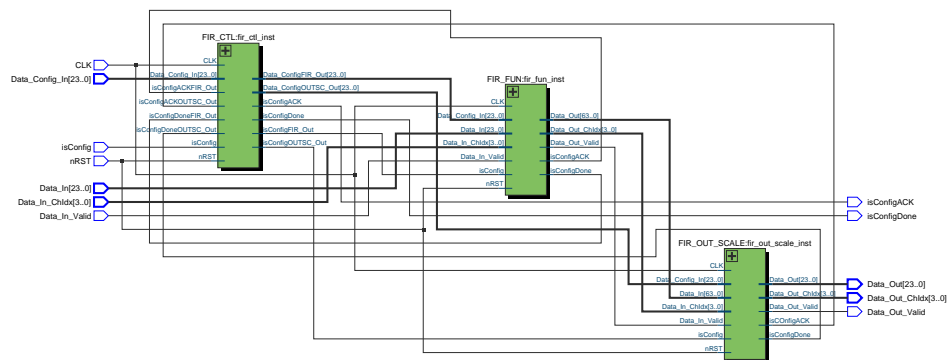 FIR_CTL:fir_ctl_inst
CLK
Data_Config_In[23..0]
isConfig
nRST
Data_In[23..0]
Data_In_ChIdx[3..0]
Data_In_Valid
CLK
Data_Config_In[23..0]
isConfigACKFIR_Out
isConfigACKOUTSC_Out
isConfigDoneFIR_Out
isConfigDoneOUTSC_Out
isConfig
nRST
Data_ConfigFIR_Out[23..0]
Data_ConfigOUTSC_Out[23..0]
isConfigACK
isConfigDone
isConfigFIR_Out
isConfigOUTSC_Out
FIR_FUN:fir_fun_inst
CLK
Data_Config_In[23..0]
Data_In[23..0]
Data_In_ChIdx[3..0]
Data_In_Valid
isConfig
nRST
Data_Out[63..0]
Data_Out_ChIdx[3..0]
Data_Out_Valid
isConfigACK
isConfigDone
isConfigACK
isConfigDone
FIR_OUT_SCALE:fir_out_scale_inst
CLK
Data_Config_In[23..0]
Data_In[63..0]
Data_In_ChIdx[3..0]
Data_In_Valid
isConfig
nRST
Data_Out[23..0]
Data_Out_ChIdx[3..0]
Data_Out_Valid
isCOnfigACK
isConfigDone
Data_Out[23..0]
Data_Out_ChIdx[3..0]
Data_Out_Valid